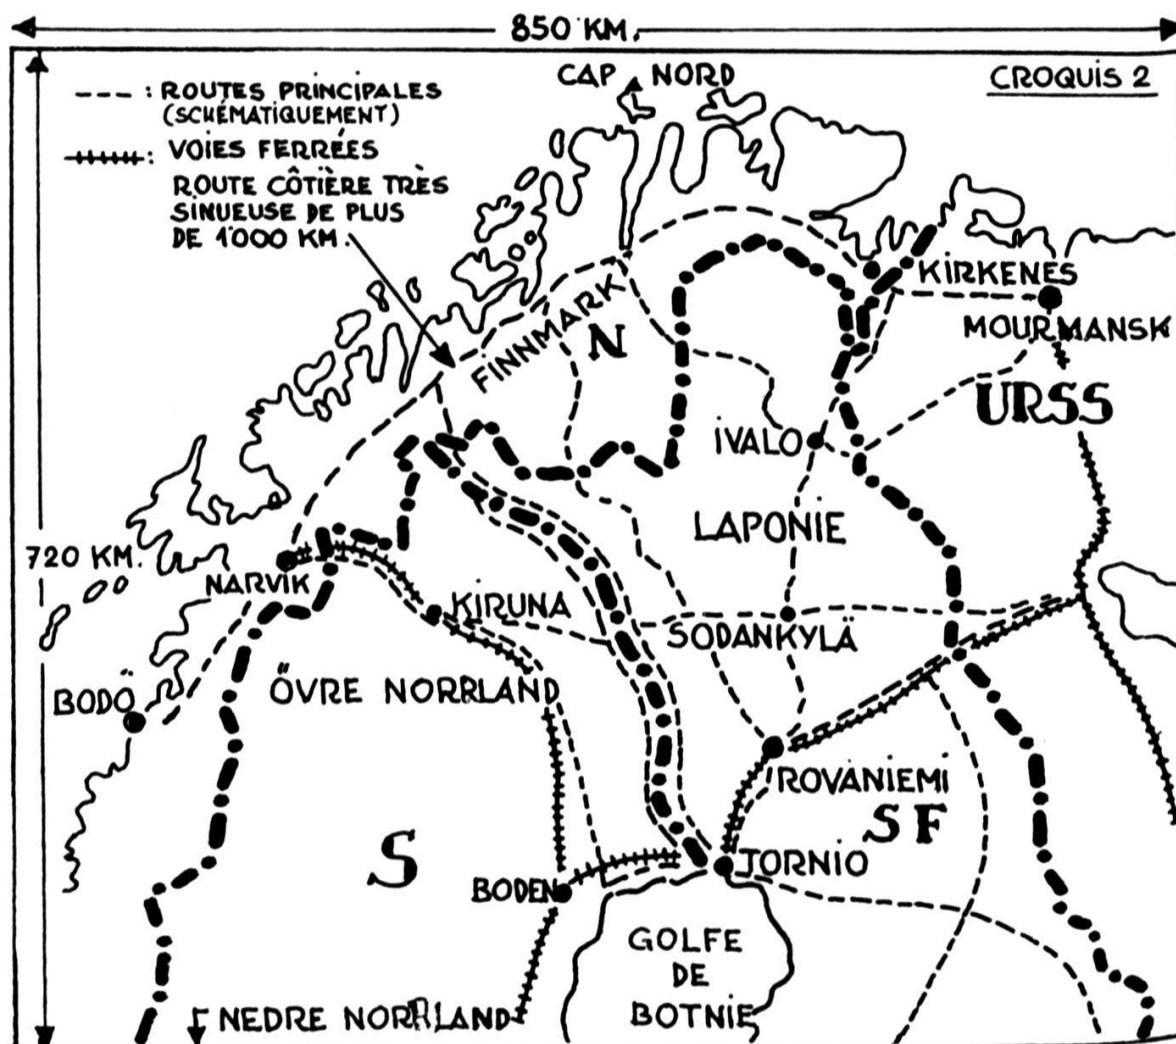 850 KM.
CROQUIS 2
CAP NORD
--- : ROUTES PRINCIPALES
(SCHÉMATIQUEMENT)
: VOIES FERRÉES
ROUTE CÔTIÈRE TRÈS
SINUEUSE DE PLUS
DE 1000 KM.
KIRKENES
MOURMANSK
FINNMARK
N
URSS
IVALO
LAPONIE
720 KM.
NARVIK
KIRUNA
SODANKYLÄ
BODÖ
ÖVRE NORRLAND
ROVANIEMI
S
SF
JORNIO
BODEN
GOLFE
DE
BOTNIE
NEDRE NORRLAND